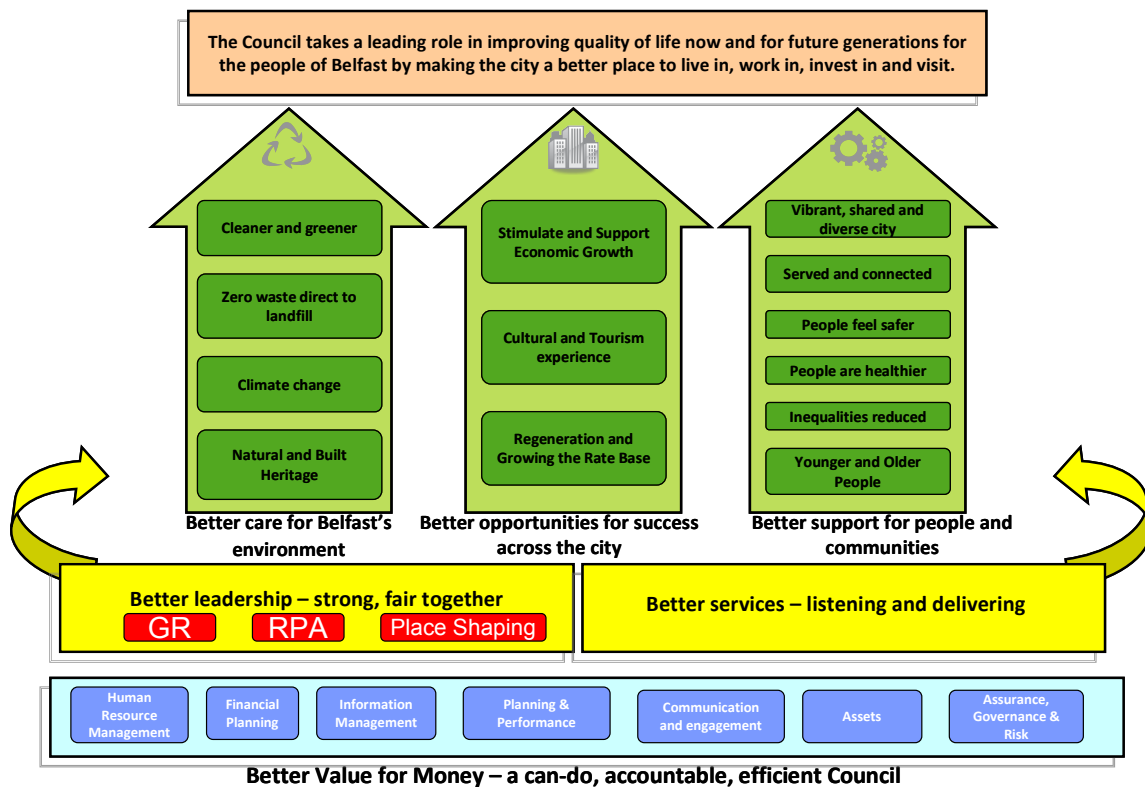 The Council takes a leading role in improving quality of life now and for future generations for
the people of Belfast by making the city a better place to live in, work in, invest in and visit.
Cleaner and greener
Zero waste direct to
landfill
Climate change
Natural and Built
Heritage
Better care for Belfast's
environment
Stimulate and Support
Economic Growth
Cultural and Tourism
experience
Regeneration and
Growing the Rate Base
Better opportunities for success
across the city
Vibrant, shared and
diverse city
Served and connected
People feel safer
People are healthier
Inequalities reduced
Younger and Older
People
Better support for people and
communities
Better leadership – strong, fair together
GR
RPA
Place Shaping
Better services – listening and delivering
Human
Resource
Management
Financial
Planning
Information
Management
Planning &
Performance
Communication
and engagement
Assets
Assurance,
Governance &
Risk
Better Value for Money – a can-do, accountable, efficient Council